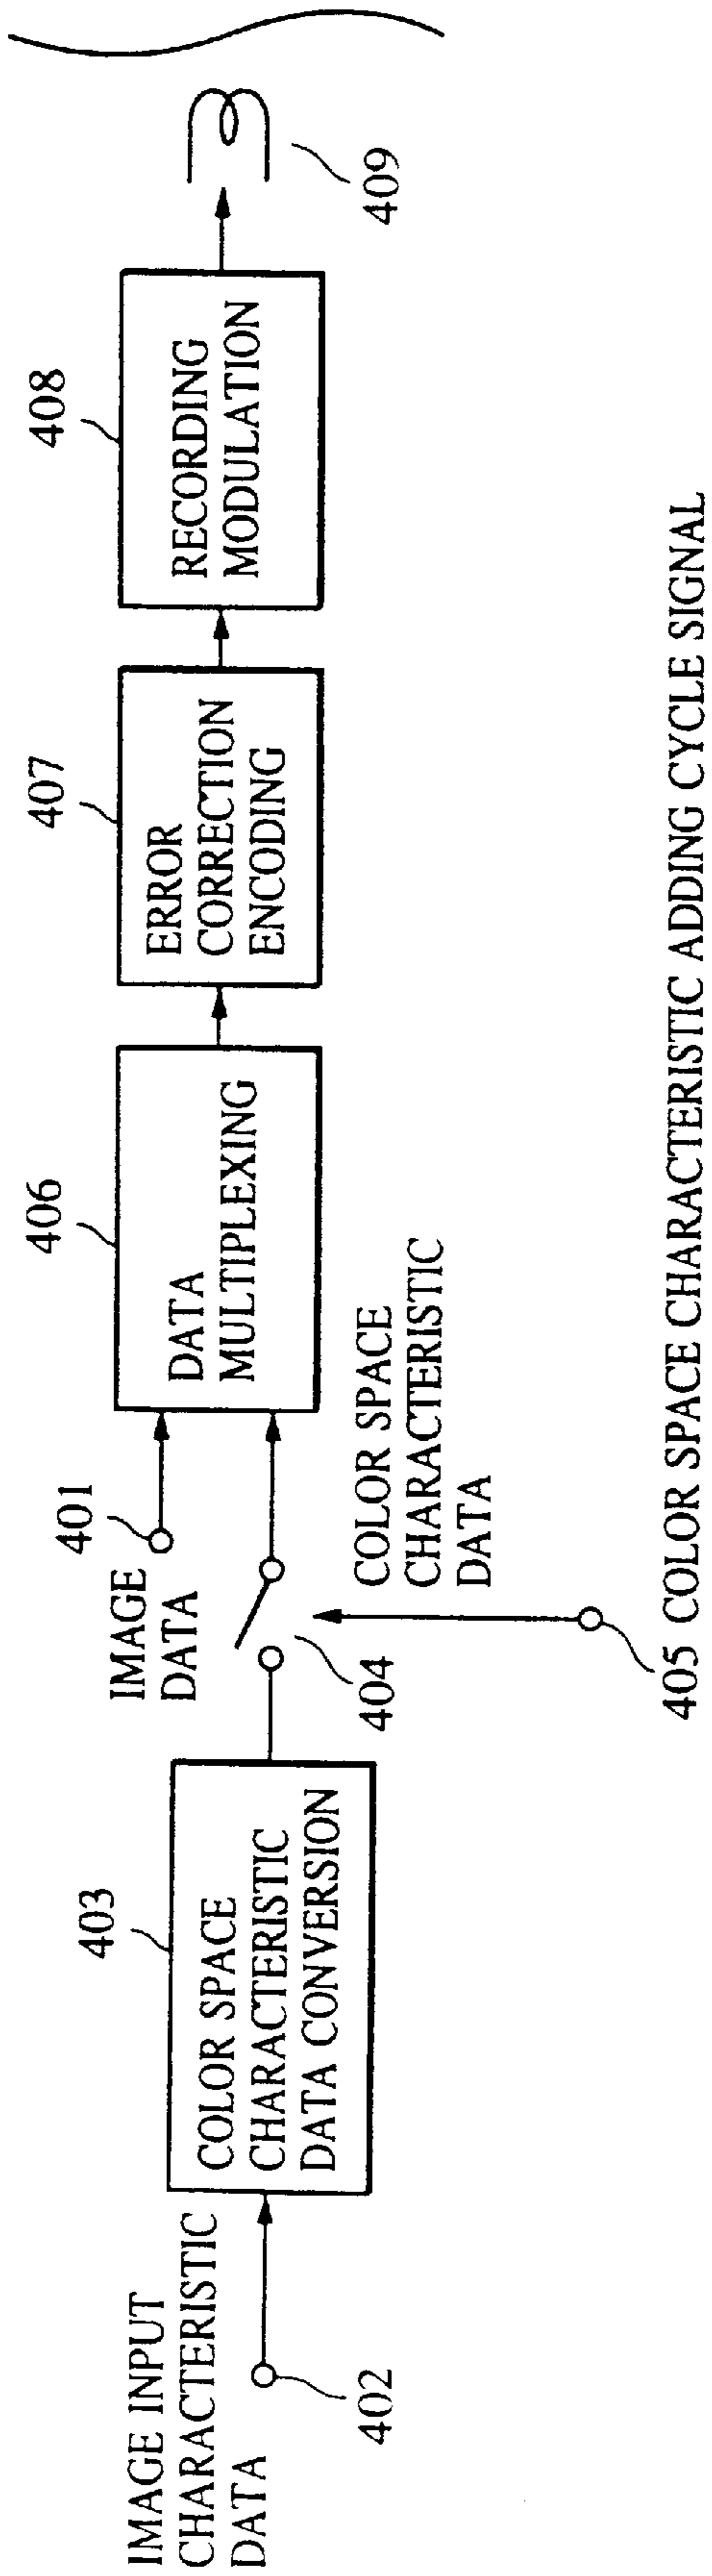 IMAGE INPUT
CHARACTERISTIC
DATA
402
403
COLOR SPACE
CHARACTERISTIC
DATA CONVERSION
IMAGE
DATA
401
404
COLOR SPACE
CHARACTERISTIC
DATA
405 COLOR SPACE CHARACTERISTIC ADDING CYCLE SIGNAL
406
DATA
MULTIPLEXING
407
ERROR
CORRECTION
ENCODING
408
RECORDING
MODULATION
409